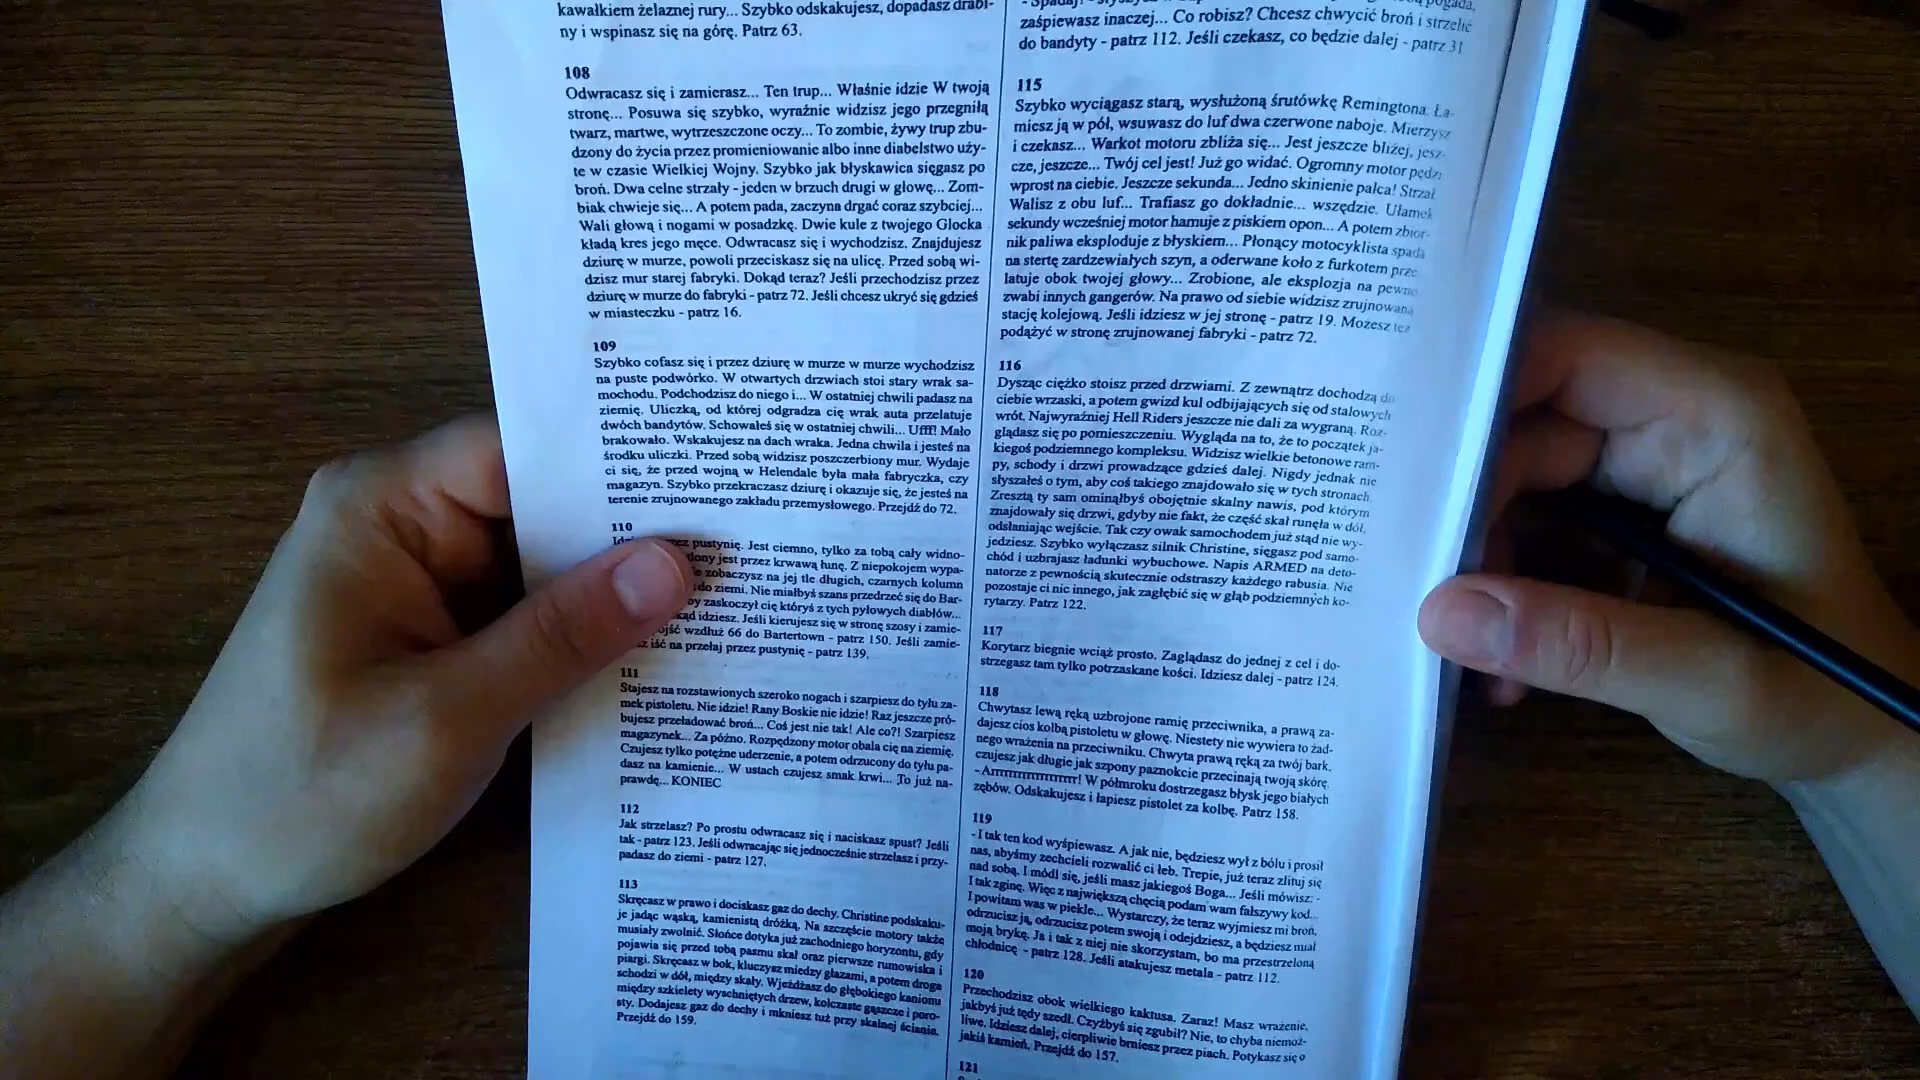 kawałkiem żelaznej rury... Szybko odskakujesz, dopadasz drabi-
ny i wspinasz się na górę. Patrz 63.
108
Odwracasz się i zamierasz... Ten trup... Właśnie idzie W twoją
stronę... Posuwa się szybko, wyraźnie widzisz jego przegniłą
twarz, martwe, wytrzeszczone oczy... To zombie, żywy trup zbu-
dzony do życia przez promieniowanie albo inne diabelstwo uży-
te w czasie Wielkiej Wojny. Szybko jak błyskawica sięgasz po
broń. Dwa celne strzały - jeden w brzuch drugi w głowę... Zom-
biak chwieje się... A potem pada, zaczyna drgać coraz szybciej...
Wali głową i nogami w posadzkę. Dwie kule z twojego Glocka
kładą kres jego męce. Odwracasz się i wychodzisz. Znajdujesz
dziurę w murze, powoli przeciskasz się na ulicę. Przed sobą wi-
dzisz mur starej fabryki. Dokąd teraz? Jeśli przechodzisz przez
dziurę w murze do fabryki - patrz 72. Jeśli chcesz ukryć się gdzieś
w miasteczku - patrz 16.
109
Szybko cofasz się i przez dziurę w murze w murze wychodzisz
na puste podwórko. W otwartych drzwiach stoi stary wrak sa-
mochodu. Podchodzisz do niego i... W ostatniej chwili padasz na
ziemię. Uliczką, od której odgradza cię wrak auta przelatuje
dwóch bandytów. Schowałeś się w ostatniej chwili... Ufff! Mało
brakowało. Wskakujesz na dach wraka. Jedna chwila i jesteś na
środku uliczki. Przed sobą widzisz poszczerbiony mur. Wydaje
ci się, że przed wojną w Helendale była mała fabryczka, czy
magazyn. Szybko przekraczasz dziurę i okazuje się, że jesteś na
terenie zrujnowanego zakładu przemysłowego. Przejdź do 72.
110
pustynię. Jest ciemno, tylko za tobą cały widno-
jest przez krwawą łunę. Z niepokojem wypa-
zobaczysz na jej tle długich, czarnych kolumn
do ziemi. Nie miałbyś szans przedrzeć się do Bar-
zaskoczył cię któryś z tych pyłowych diabłów...
idziesz. Jeśli kierujesz się w stronę szosy i zamie-
wzdłuż 66 do Bartertown - patrz 150. Jeśli zamie-
iść na przełaj przez pustynię - patrz 139.
111
Stajesz na rozstawionych szeroko nogach i szarpiesz do tyłu za-
mek pistoletu. Nie idzie! Rany Boskie nie idzie! Raz jeszcze pró-
bujesz przeładować broń... Coś jest nie tak! Ale co?! Szarpiesz
magazynek... Za późno. Rozpędzony motor obala cię na ziemię.
Czujesz tylko potężne uderzenie, a potem odrzucony do tyłu pa-
dasz na kamienie... W ustach czujesz smak krwi... To już na-
prawdę... KONIEC
112
Jak strzelasz? Po prostu odwracasz się i naciskasz spust? Jeśli
tak - patrz 123. Jeśli odwracając się jednocześnie strzelasz i przy-
padasz do ziemi - patrz 127.
113
Skręcasz w prawo i dociskasz gaz do dechy. Christine podskaku-
je jadąc wąską, kamienistą dróżką. Na szczęście motory także
musiały zwolnić. Słońce dotyka już zachodniego horyzontu, gdy
pojawia się przed tobą pasmu skał oraz pierwsze rumowiska i
piargi. Skręcasz w bok, kluczysz miedzy głazami, a potem droga
schodzi w dół, między skały. Wjeżdżasz do głębokiego kanionu
między szkielety wyschniętych drzew, kolczaste gąszcze i poro-
sty. Dodajesz gaz do dechy i mkniesz tuż przy skalnej ścianie.
Przejdź do 159.
zaśpiewasz inaczej... Co robisz? Chcesz chwycić broń i strzelić
do bandyty - patrz 112. Jeśli czekasz, co będzie dalej - patrz 31
115
Szybko wyciągasz starą, wysłużoną śrutówkę Remingtona. Ła-
miesz ją w pół, wsuwasz do luf dwa czerwone naboje. Mierzysz
i czekasz... Warkot motoru zbliża się... Jest jeszcze bliżej, jesz-
cze, jeszcze... Twój cel jest! Już go widać. Ogromny motor pędzi
wprost na ciebie. Jeszcze sekunda... Jedno skinienie palca! Strzał.
Walisz z obu luf... Trafiasz go dokładnie... wszędzie. Ułamek
sekundy wcześniej motor hamuje z piskiem opon... A potem zbior-
nik paliwa eksploduje z błyskiem... Płonący motocyklista spada
na stertę zardzewiałych szyn, a oderwane koło z furkotem prze-
latuje obok twojej głowy... Zrobione, ale eksplozja na pewno
zwabi innych gangerów. Na prawo od siebie widzisz zrujnowaną
stację kolejową. Jeśli idziesz w jej stronę - patrz 19. Mozesz też
podążyć w stronę zrujnowanej fabryki - patrz 72.
116
Dysząc ciężko stoisz przed drzwiami. Z zewnątrz dochodzą do
ciebie wrzaski, a potem gwizd kul odbijających się od stalowych
wrót. Najwyraźniej Hell Riders jeszcze nie dali za wygraną. Roz-
glądasz się po pomieszczeniu. Wygląda na to, że to początek ja-
kiegoś podziemnego kompleksu. Widzisz wielkie betonowe ram-
py, schody i drzwi prowadzące gdzieś dalej. Nigdy jednak nie
słyszałeś o tym, aby coś takiego znajdowało się w tych stronach.
Zresztą ty sam ominąłbyś obojętnie skalny nawis, pod którym
znajdowały się drzwi, gdyby nie fakt, że część skał runęła w dół,
odsłaniając wejście. Tak czy owak samochodem już stąd nie wy-
jedziesz. Szybko wyłączasz silnik Christine, sięgasz pod samo-
chód i uzbrajasz ładunki wybuchowe. Napis ARMED na deto-
natorze z pewnością skutecznie odstraszy każdego rabusia. Nie
pozostaje ci nic innego, jak zagłębić się w głąb podziemnych ko-
rytarzy. Patrz 122.
117
Korytarz biegnie wciąż prosto. Zaglądasz do jednej z cel i do-
strzegasz tam tylko potrzaskane kości. Idziesz dalej - patrz 124.
118
Chwytasz lewą ręką uzbrojone ramię przeciwnika, a prawą za-
dajesz cios kolbą pistoletu w głowę. Niestety nie wywiera to żad-
nego wrażenia na przeciwniku. Chwyta prawą ręką za twój bark,
czujesz jak długie jak szpony paznokcie przecinają twoją skórę.
- Arrrrrrrrrrrrrrrr! W półmroku dostrzegasz błysk jego białych
zębów. Odskakujesz i łapiesz pistolet za kolbę. Patrz 158.
119
- I tak ten kod wyśpiewasz. A jak nie, będziesz wył z bólu i prosił
nas, abyśmy zechcieli rozwalić ci łeb. Trepie, już teraz zlituj się
nad sobą. I módl się, jeśli masz jakiegoś Boga... Jeśli mówisz: -
I tak zginę. Więc z największą chęcią podam wam fałszywy kod...
I powitam was w piekle... Wystarczy, że teraz wyjmiesz mi broń,
odrzucisz ją, odrzucisz potem swoją i odejdziesz, a będziesz miał
moją brykę. Ja i tak z niej nie skorzystam, bo ma przestrzeloną
chłodnicę - patrz 128. Jeśli atakujesz metala - patrz 112.
120
Przechodzisz obok wielkiego kaktusa. Zaraz! Masz wrażenie,
jakbyś już tędy szedł. Czyżbyś się zgubił? Nie, to chyba niemoż-
liwe. Idziesz dalej, cierpliwie brniesz przez piach. Potykasz się o
jakiś kamień. Przejdź do 157.
121